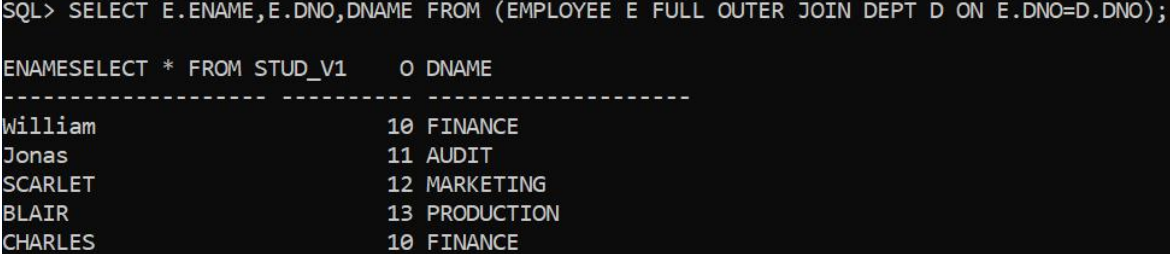 SQL> SELECT E.ENAME,E.DNO,DNAME FROM (EMPLOYEE E FULL OUTER JOIN DEPT D ON E.DNO=D.DNO);
ENAMESELECT * FROM STUD_V1    O DNAME
-------------------- ---------- --------------------
William                      10 FINANCE
Jonas                        11 AUDIT
SCARLET                      12 MARKETING
BLAIR                        13 PRODUCTION
CHARLES                      10 FINANCE